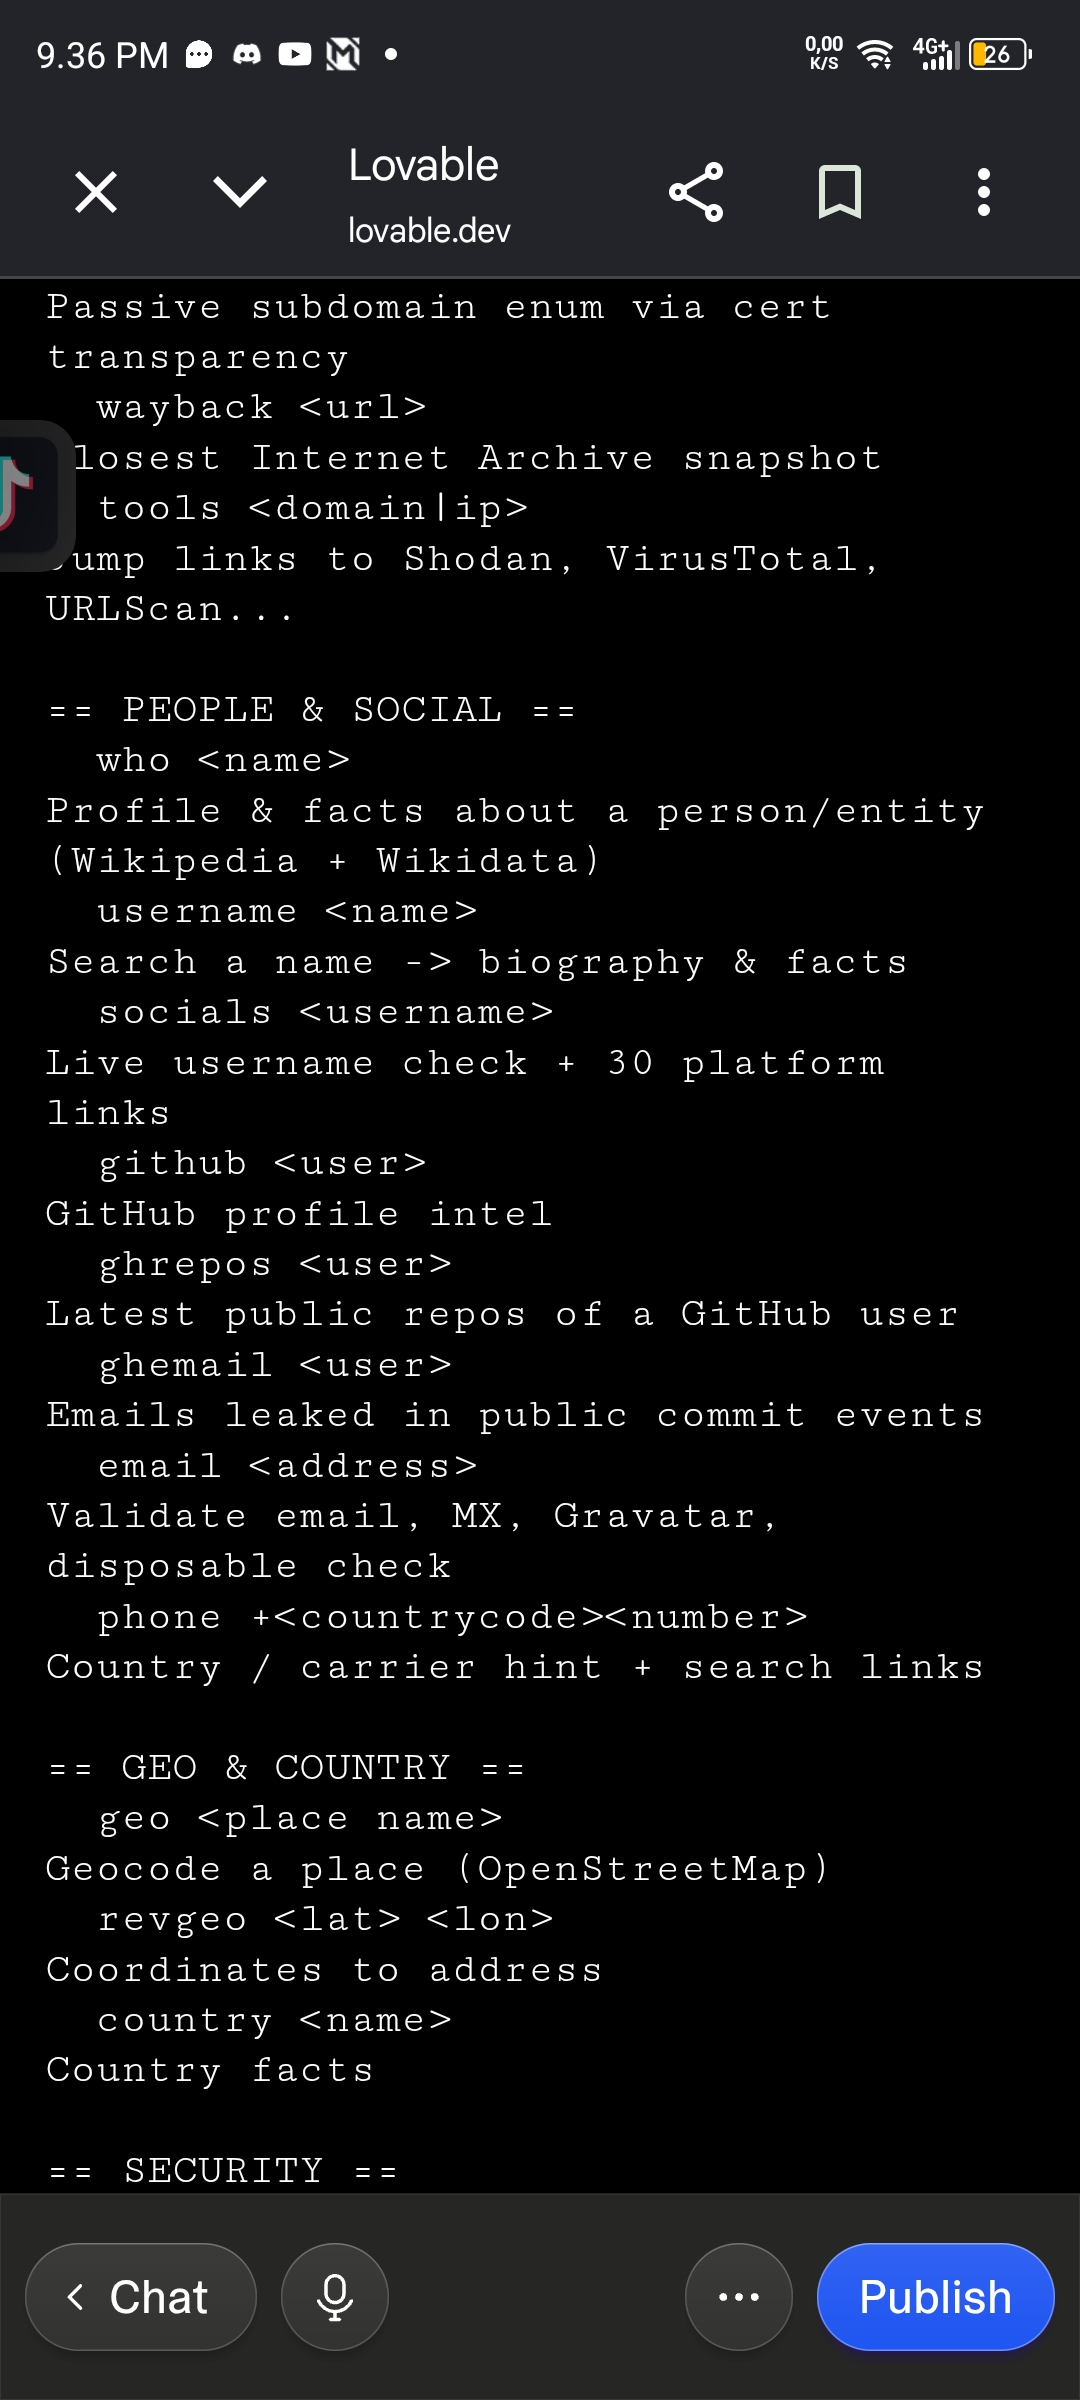 9.36 PM
0,00 K/S
4G+
26
Lovable
lovable.dev
Passive subdomain enum via cert
transparency
wayback <url>
losest Internet Archive snapshot
tools <domain|ip>
ump links to Shodan, VirusTotal,
URLScan...
== PEOPLE & SOCIAL ==
who <name>
Profile & facts about a person/entity
(Wikipedia + Wikidata)
username <name>
Search a name -> biography & facts
socials <username>
Live username check + 30 platform
links
github <user>
GitHub profile intel
ghrepos <user>
Latest public repos of a GitHub user
ghemail <user>
Emails leaked in public commit events
email <address>
Validate email, MX, Gravatar,
disposable check
phone +<countrycode><number>
Country / carrier hint + search links
== GEO & COUNTRY ==
geo <place name>
Geocode a place (OpenStreetMap)
revgeo <lat> <lon>
Coordinates to address
country <name>
Country facts
== SECURITY ==
Chat
Publish